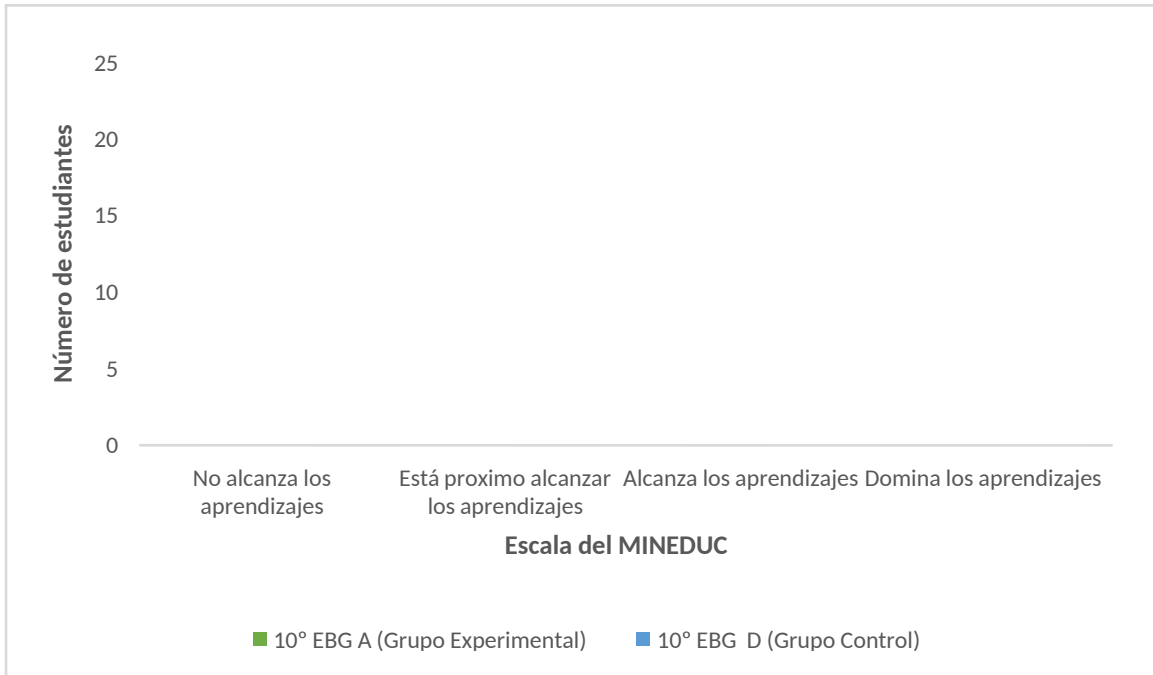 25
20
15
10
5
0
Número de estudiantes
No alcanza los
aprendizajes
Está proximo alcanzar
los aprendizajes
Alcanza los aprendizajes
Domina los aprendizajes
Escala del MINEDUC
10° EBG A (Grupo Experimental)
10° EBG  D (Grupo Control)